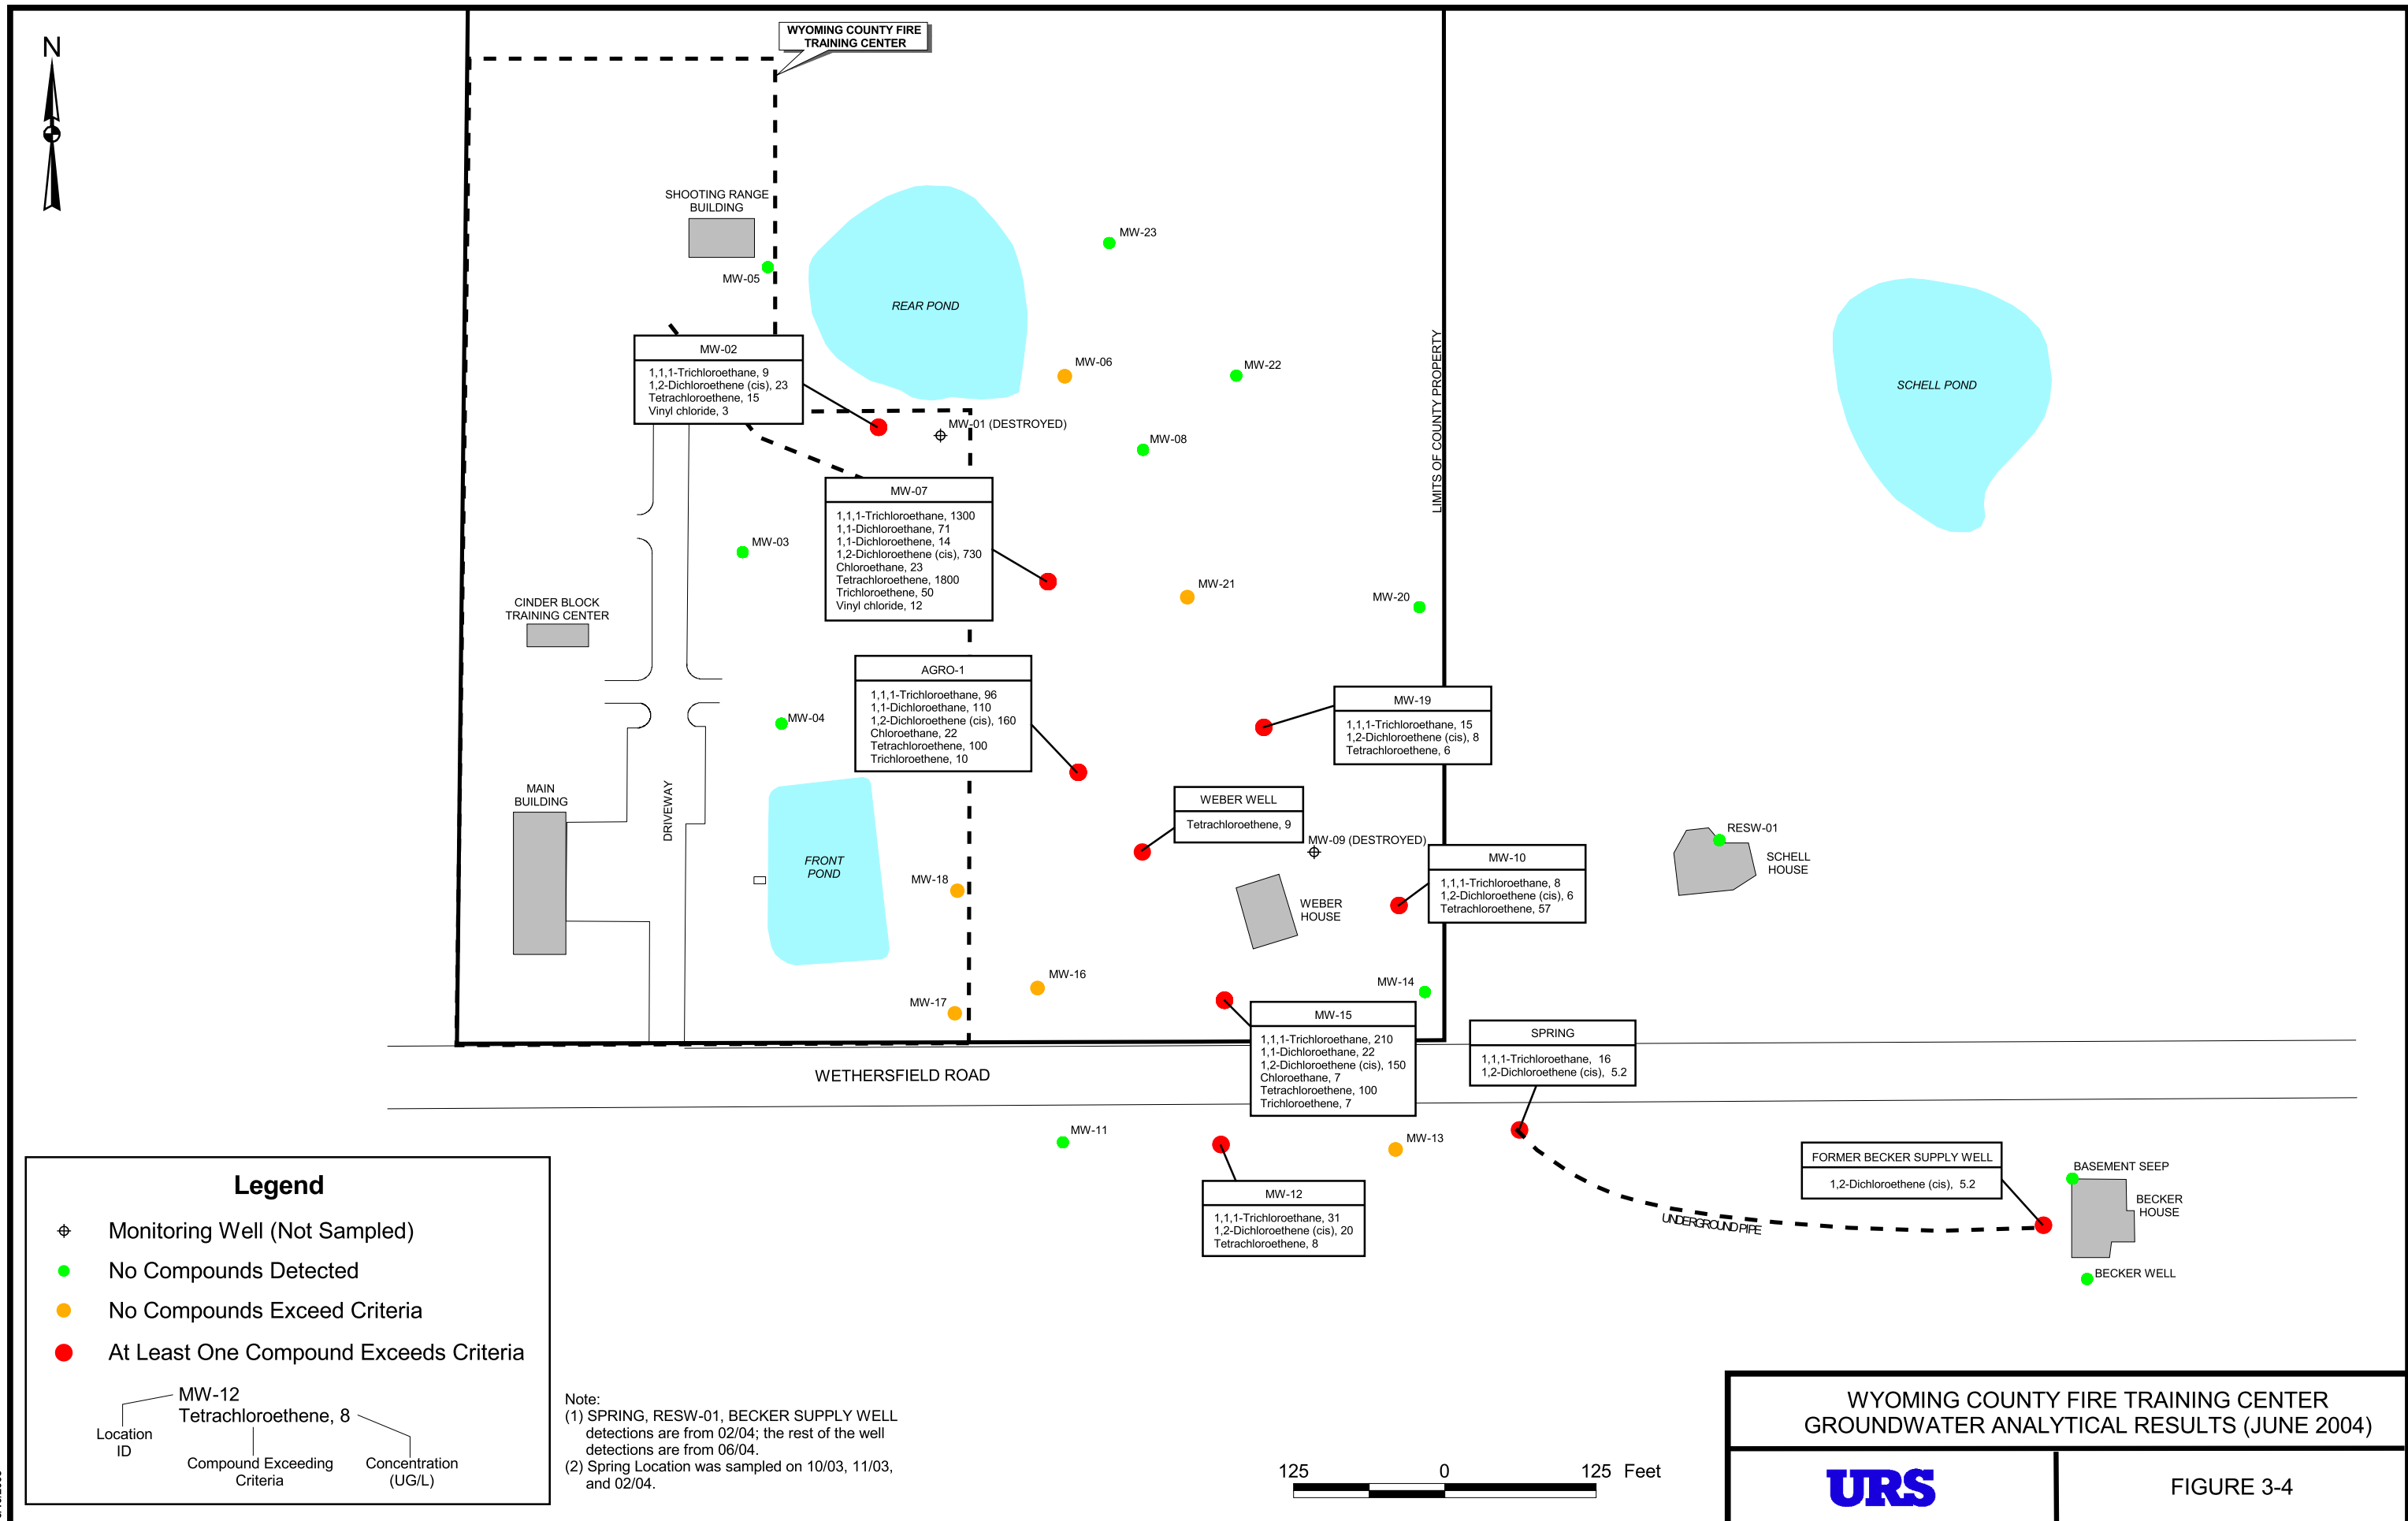 N
WYOMING COUNTY FIRE
TRAINING CENTER
SHOOTING RANGE
BUILDING
MW-05
REAR POND
MW-23
MW-06
MW-22
MW-02
1,1,1-Trichloroethane, 9
1,2-Dichloroethene (cis), 23
Tetrachloroethene, 15
Vinyl chloride, 3
MW-01 (DESTROYED)
MW-08
LIMITS OF COUNTY PROPERTY
SCHELL POND
MW-07
1,1,1-Trichloroethane, 1300
1,1-Dichloroethane, 71
1,1-Dichloroethene, 14
1,2-Dichloroethene (cis), 730
Chloroethane, 23
Tetrachloroethene, 1800
Trichloroethene, 50
Vinyl chloride, 12
MW-03
MW-21
MW-20
CINDER BLOCK
TRAINING CENTER
AGRO-1
1,1,1-Trichloroethane, 96
1,1-Dichloroethane, 110
1,2-Dichloroethene (cis), 160
Chloroethane, 22
Tetrachloroethene, 100
Trichloroethene, 10
MW-04
MW-19
1,1,1-Trichloroethane, 15
1,2-Dichloroethene (cis), 8
Tetrachloroethene, 6
MAIN
BUILDING
DRIVEWAY
FRONT
POND
WEBER WELL
Tetrachloroethene, 9
MW-09 (DESTROYED)
MW-10
1,1,1-Trichloroethane, 8
1,2-Dichloroethene (cis), 6
Tetrachloroethene, 57
RESW-01
SCHELL
HOUSE
MW-18
WEBER
HOUSE
MW-16
MW-17
MW-14
MW-15
1,1,1-Trichloroethane, 210
1,1-Dichloroethane, 22
1,2-Dichloroethene (cis), 150
Chloroethane, 7
Tetrachloroethene, 100
Trichloroethene, 7
SPRING
1,1,1-Trichloroethane, 16
1,2-Dichloroethene (cis), 5.2
WETHERSFIELD ROAD
MW-11
MW-13
MW-12
1,1,1-Trichloroethane, 31
1,2-Dichloroethene (cis), 20
Tetrachloroethene, 8
UNDERGROUND PIPE
FORMER BECKER SUPPLY WELL
1,2-Dichloroethene (cis), 5.2
BASEMENT SEEP
BECKER
HOUSE
BECKER WELL
Legend
Monitoring Well (Not Sampled)
No Compounds Detected
No Compounds Exceed Criteria
At Least One Compound Exceeds Criteria
MW-12
Tetrachloroethene, 8
Location
ID
Compound Exceeding
Criteria
Concentration
(UG/L)
Note:
(1) SPRING, RESW-01, BECKER SUPPLY WELL
detections are from 02/04; the rest of the well
detections are from 06/04.
(2) Spring Location was sampled on 10/03, 11/03,
and 02/04.
125 0 125 Feet
WYOMING COUNTY FIRE TRAINING CENTER
GROUNDWATER ANALYTICAL RESULTS (JUNE 2004)
URS
FIGURE 3-4